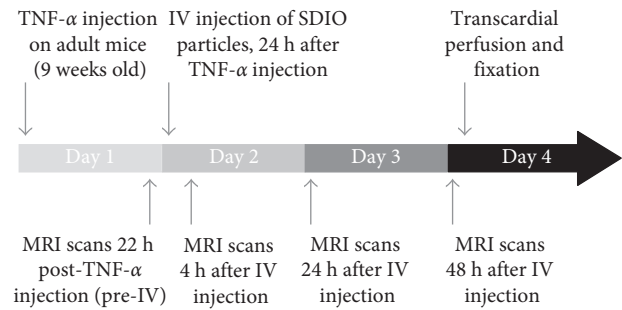 TNF-α injection
on adult mice
(9 weeks old)
IV injection of SDIO
particles, 24 h after
TNF-α injection
Transcardial
perfusion and
fixation
Day 1
Day 2
Day 3
Day 4
MRI scans 22 h
post-TNF-α
injection (pre-IV)
MRI scans
4 h after IV
injection
MRI scans
24 h after IV
injection
MRI scans
48 h after IV
injection